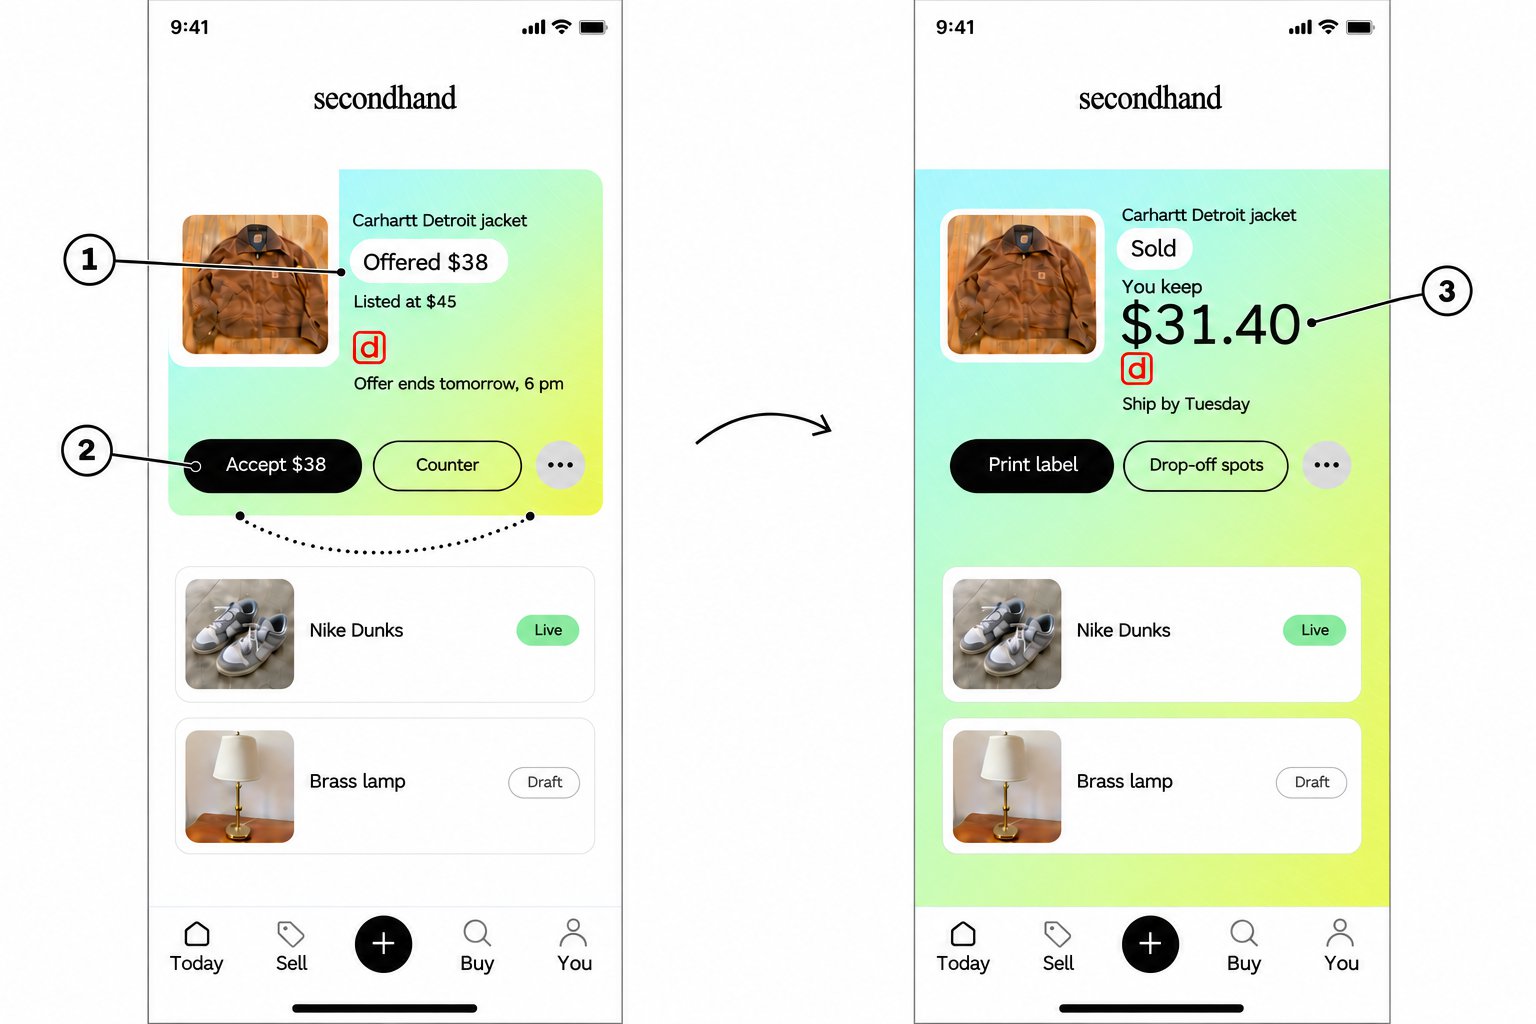 9:41
secondhand
Carhartt Detroit jacket
Offered $38
Listed at $45
d
Offer ends tomorrow, 6 pm
1
2
Accept $38
Counter
Nike Dunks
Live
Brass lamp
Draft
Today
Sell
Buy
You
9:41
secondhand
Carhartt Detroit jacket
Sold
You keep
$31.40
3
d
Ship by Tuesday
Print label
Drop-off spots
Nike Dunks
Live
Brass lamp
Draft
Today
Sell
Buy
You